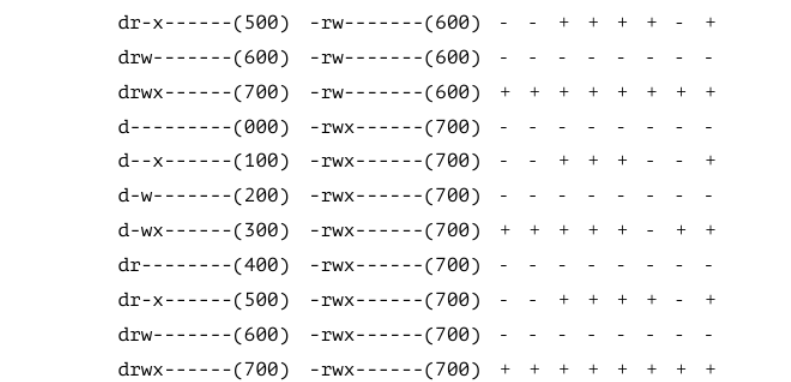 dr-x------(500) -rw-------(600) - - + + + + - +
drw-------(600) -rw-------(600) - - - - - - - -
drwx------(700) -rw-------(600) + + + + + + + +
d---------(000) -rwx------(700) - - - - - - - -
d--x------(100) -rwx------(700) - - + + + - - +
d-w-------(200) -rwx------(700) - - - - - - - -
d-wx------(300) -rwx------(700) + + + + + - + +
dr--------(400) -rwx------(700) - - - - - - - -
dr-x------(500) -rwx------(700) - - + + + + - +
drw-------(600) -rwx------(700) - - - - - - - -
drwx------(700) -rwx------(700) + + + + + + + +